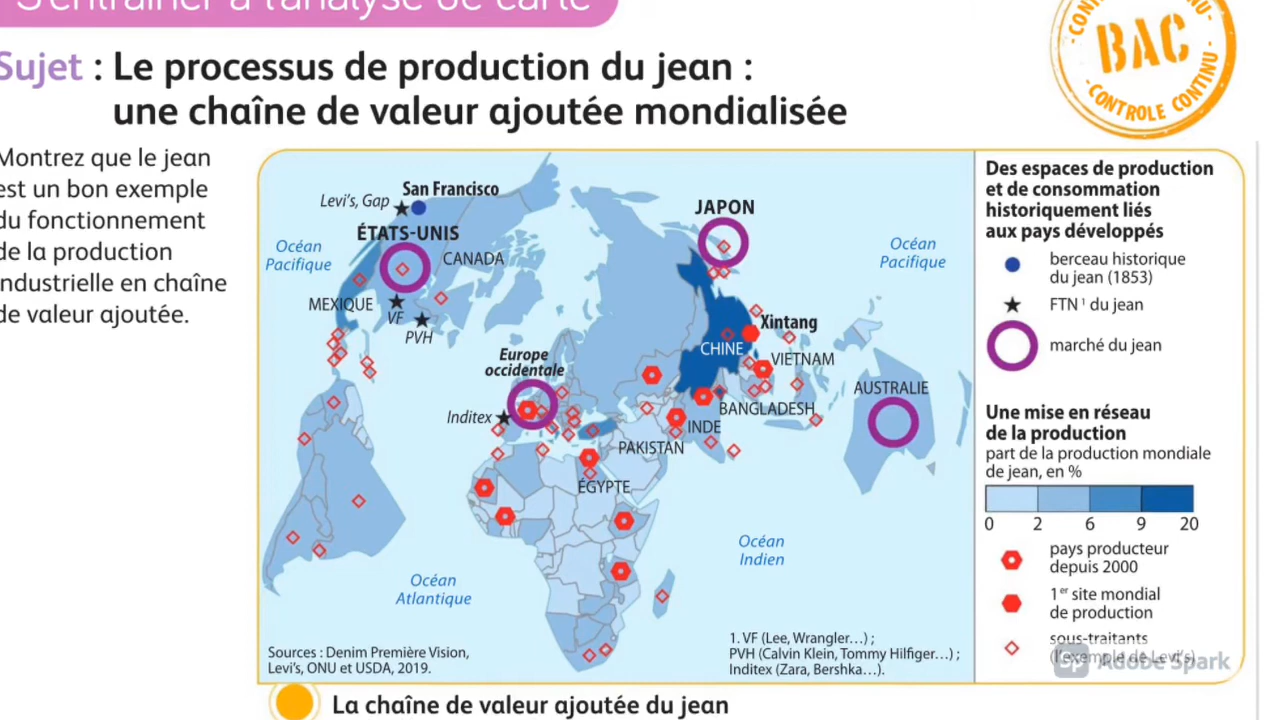 S'entraîner à l'analyse de carte
Sujet : Le processus de production du jean :
une chaîne de valeur ajoutée mondialisée
CONTROLE CONTINU
BAC
Montrez que le jean
est un bon exemple
du fonctionnement
de la production
industrielle en chaîne
de valeur ajoutée.
San Francisco
Levi's, Gap
ÉTATS-UNIS
CANADA
Océan
Pacifique
MEXIQUE
VF
PVH
Europe
occidentale
Inditex
JAPON
Océan
Pacifique
Xintang
CHINE
VIETNAM
BANGLADESH
INDE
PAKISTAN
ÉGYPTE
AUSTRALIE
Océan
Indien
Océan
Atlantique
Sources : Denim Première Vision,
Levi's, ONU et USDA, 2019.
1. VF (Lee, Wrangler…) ;
PVH (Calvin Klein, Tommy Hilfiger…) ;
Inditex (Zara, Bershka…).
Des espaces de production
et de consommation
historiquement liés
aux pays développés
berceau historique
du jean (1853)
FTN¹ du jean
marché du jean
Une mise en réseau
de la production
part de la production mondiale
de jean, en %
0 2 6 9 20
pays producteur
depuis 2000
1er site mondial
de production
sous-traitants
(l'exemple de Levi's)
Sp Adobe Spark
La chaîne de valeur ajoutée du jean